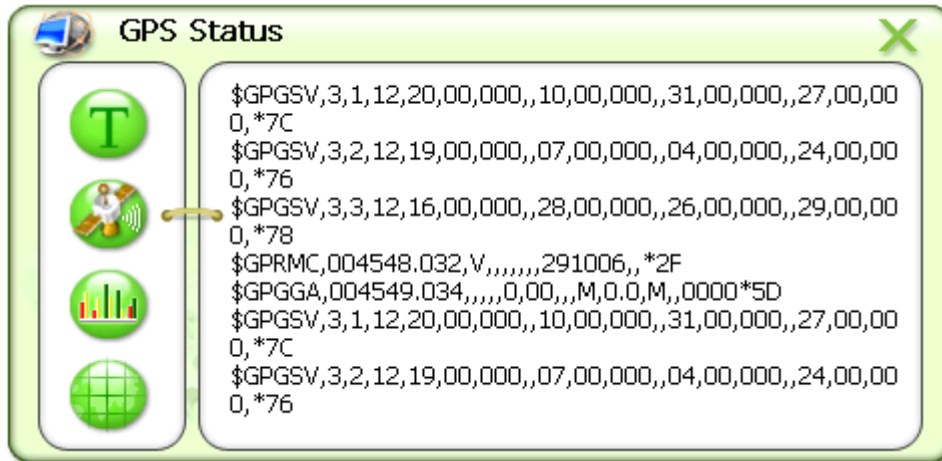 GPS Status
T
$GPGSV,3,1,12,20,00,000,,10,00,000,,31,00,000,,27,00,00
0,*7C
$GPGSV,3,2,12,19,00,000,,07,00,000,,04,00,000,,24,00,00
0,*76
$GPGSV,3,3,12,16,00,000,,28,00,000,,26,00,000,,29,00,00
0,*78
$GPRMC,004548.032,V,,,,,,,291006,,*2F
$GPGGA,004549.034,,,,,0,00,,,M,0.0,M,,0000*5D
$GPGSV,3,1,12,20,00,000,,10,00,000,,31,00,000,,27,00,00
0,*7C
$GPGSV,3,2,12,19,00,000,,07,00,000,,04,00,000,,24,00,00
0,*76